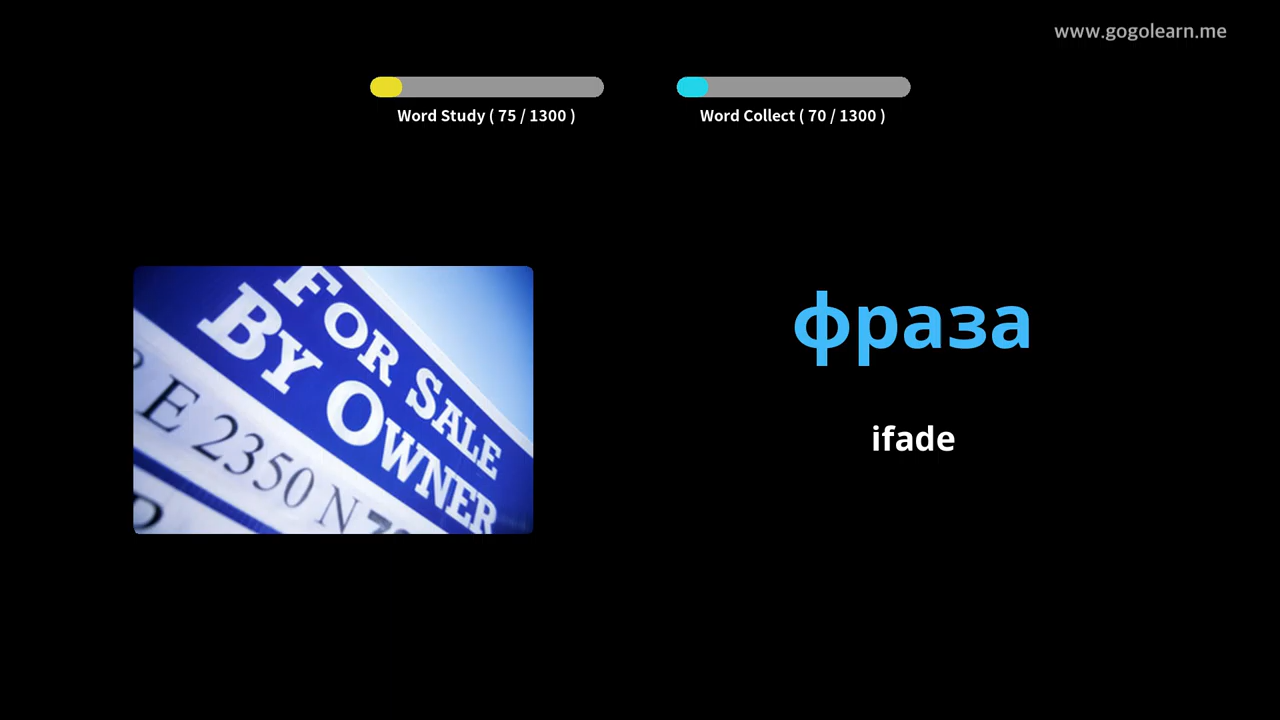 www.gogolearn.me
Word Study ( 75 / 1300 )
Word Collect ( 70 / 1300 )
FOR SALE
BY OWNER
E 2350 N
фраза
ifade